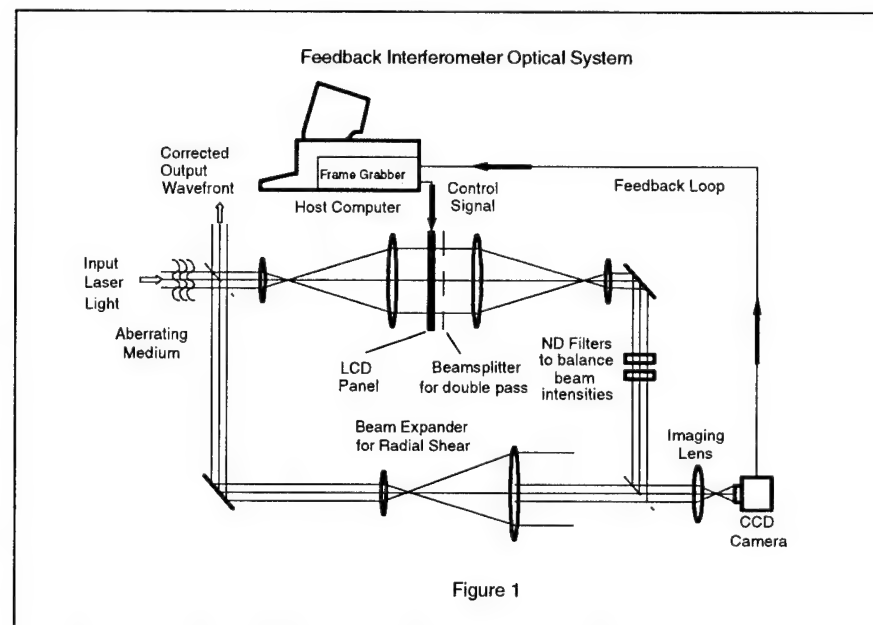 Feedback Interferometer Optical System
Corrected
Output
Wavefront
Frame Grabber
Host Computer
Control
Signal
Feedback Loop
Input
Laser
Light
Aberrating
Medium
LCD
Panel
Beamsplitter
for double pass
ND Filters
to balance
beam
intensities
Beam Expander
for Radial Shear
Imaging
Lens
CCD
Camera
Figure 1